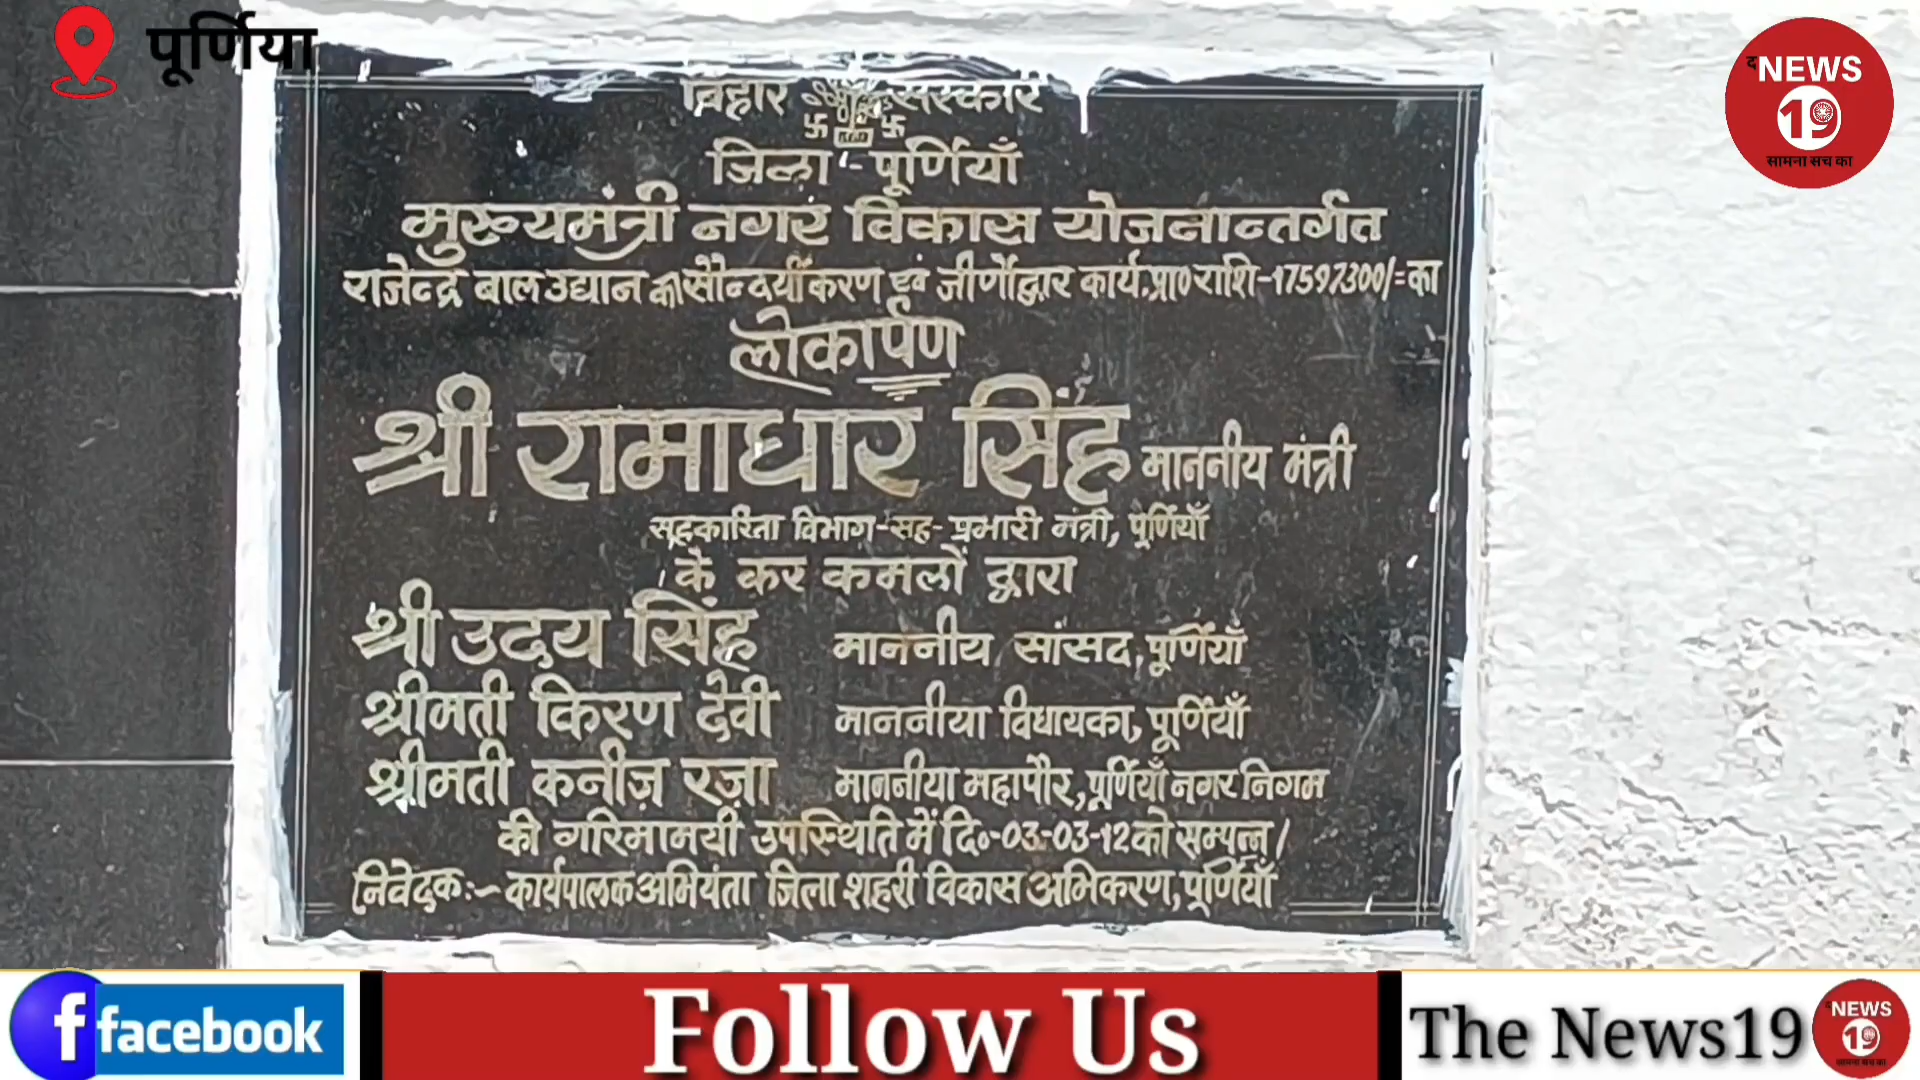 पूर्णिया
द NEWS
19
सामना सच का
बिहार सरकार
जिला - पूर्णियाँ
मुख्यमंत्री नगर विकास योजनान्तर्गत
राजेन्द्र बाल उद्यान का सौन्दर्यीकरण एवं जीर्णोद्धार कार्य, प्रा० राशि-17597300/= का
लोकार्पण
श्री रामाधार सिंह माननीय मंत्री
सहकारिता विभाग-सह-प्रभारी मंत्री, पूर्णियाँ
के कर कमलों द्वारा
श्री उदय सिंह माननीय सांसद, पूर्णियाँ
श्रीमती किरण देवी माननीया विधायका, पूर्णियाँ
श्रीमती कनीज़ रज़ा माननीया महापौर, पूर्णियाँ नगर निगम
की गरिमामयी उपस्थिति में दि०-03-03-12 को सम्पन्न /
निवेदक:- कार्यपालक अभियंता जिला शहरी विकास अभिकरण, पूर्णियाँ
f facebook
Follow Us
The News19
NEWS
19